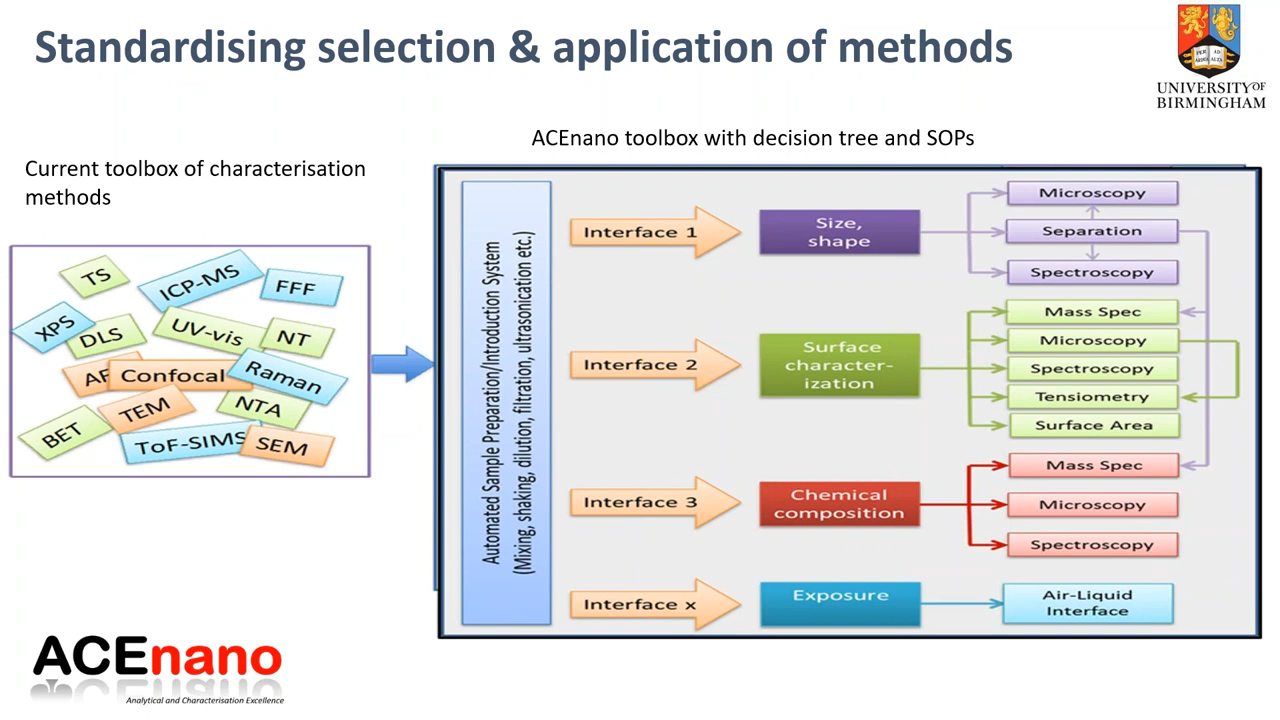 Standardising selection & application of methods
UNIVERSITY OF
BIRMINGHAM
ACEnano toolbox with decision tree and SOPs
Current toolbox of characterisation
methods
TS
ICP-MS
FFF
XPS
DLS
UV-vis
NT
AF
Confocal
Raman
TEM
NTA
BET
ToF-SIMS
SEM
Automated Sample Preparation/Introduction System
(Mixing, shaking, dilution, filtration, ultrasonication etc.)
Interface 1
Size,
shape
Microscopy
Separation
Spectroscopy
Interface 2
Surface
character-
ization
Mass Spec
Microscopy
Spectroscopy
Tensiometry
Surface Area
Interface 3
Chemical
composition
Mass Spec
Microscopy
Spectroscopy
Interface x
Exposure
Air-Liquid
Interface
ACEnano
Analytical and Characterisation Excellence